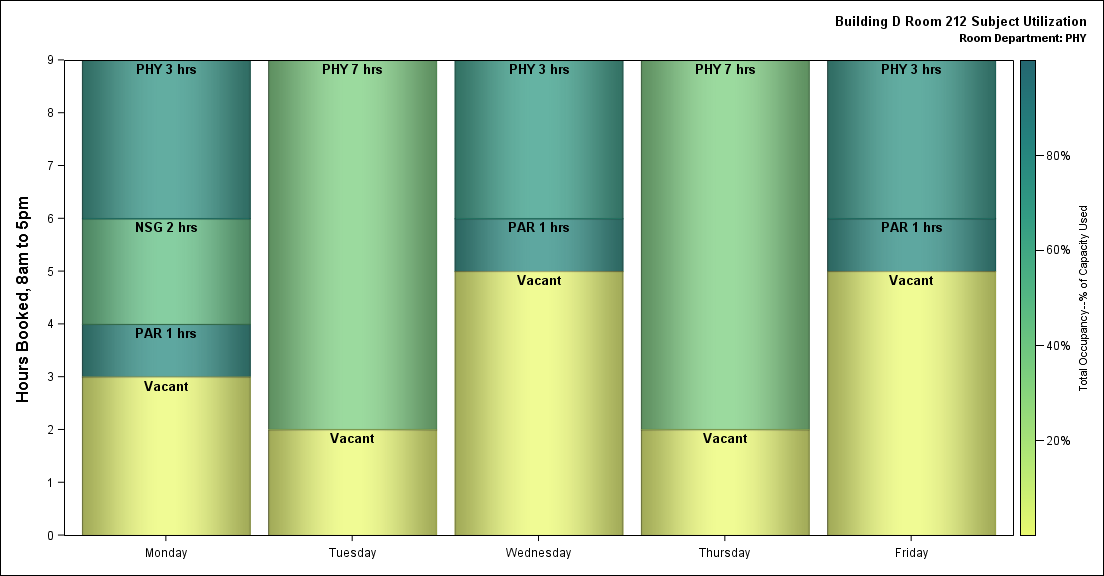 Building D Room 212 Subject Utilization
Room Department: PHY
Hours Booked, 8am to 5pm
9
8
7
6
5
4
3
2
1
0
PHY 3 hrs
NSG 2 hrs
PAR 1 hrs
Vacant
PHY 7 hrs
Vacant
PHY 3 hrs
PAR 1 hrs
Vacant
PHY 7 hrs
Vacant
PHY 3 hrs
PAR 1 hrs
Vacant
Monday
Tuesday
Wednesday
Thursday
Friday
80%
60%
40%
20%
Total Occupancy--% of Capacity Used